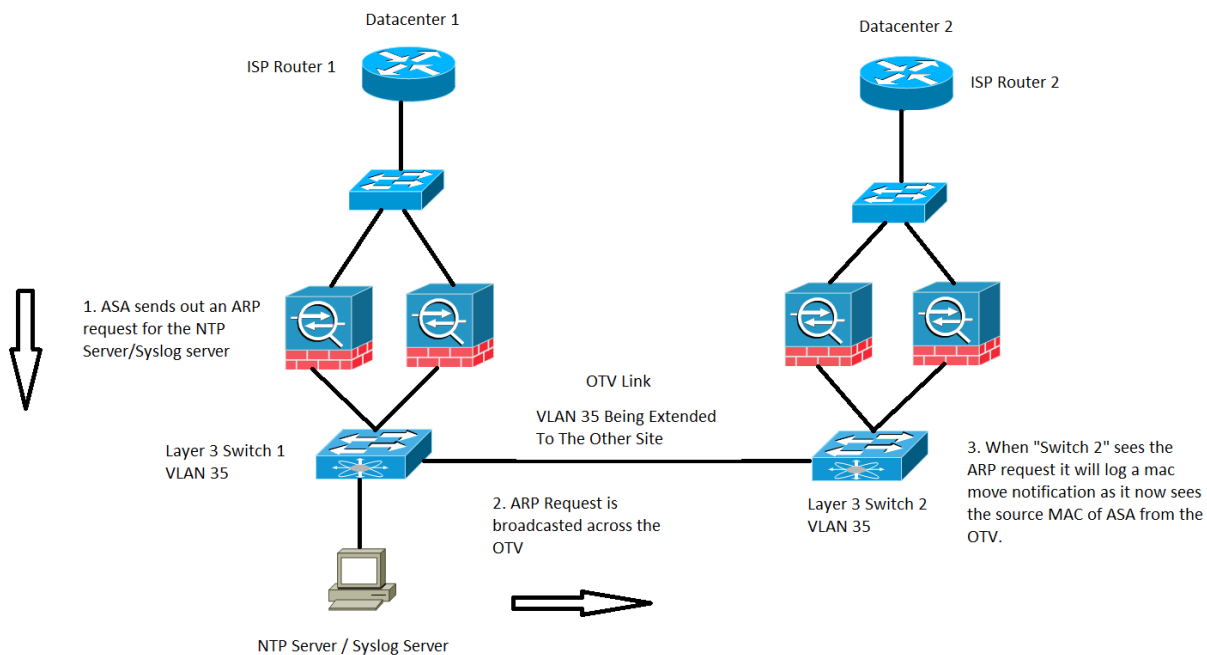 Datacenter 1
Datacenter 2
ISP Router 1
ISP Router 2
1. ASA sends out an ARP
request for the NTP
Server/Syslog server
OTV Link
VLAN 35 Being Extended
To The Other Site
Layer 3 Switch 1
VLAN 35
3. When "Switch 2" sees the
ARP request it will log a mac
move notification as it now sees
the source MAC of ASA from the
OTV.
2. ARP Request is
broadcasted across the
OTV
Layer 3 Switch 2
VLAN 35
NTP Server / Syslog Server